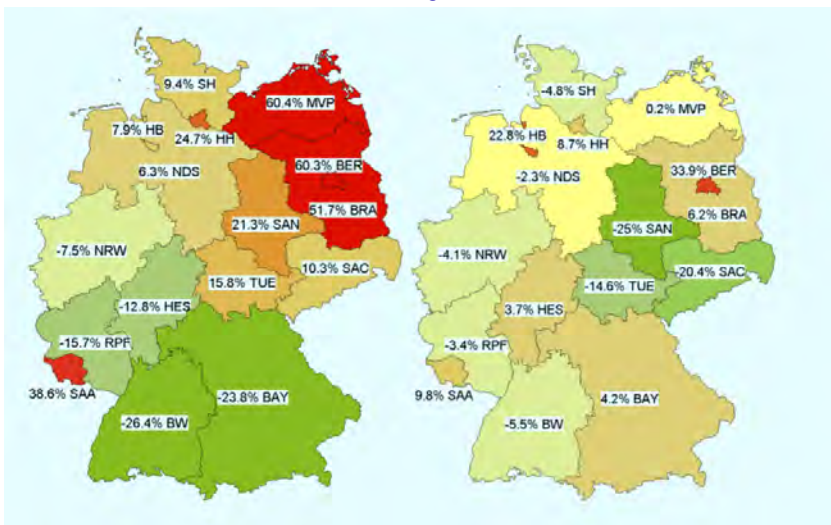 9.4% SH
60.4% MVP
7.9% HB
24.7% HH
6.3% NDS
60.3% BER
51.7% BRA
21.3% SAN
-7.5% NRW
10.3% SAC
15.8% TUE
-12.8% HES
-15.7% RPF
38.6% SAA
-23.8% BAY
-26.4% BW
-4.8% SH
0.2% MVP
22.8% HB
8.7% HH
-2.3% NDS
33.9% BER
6.2% BRA
-25% SAN
-4.1% NRW
-20.4% SAC
-14.6% TUE
3.7% HES
-3.4% RPF
9.8% SAA
4.2% BAY
-5.5% BW